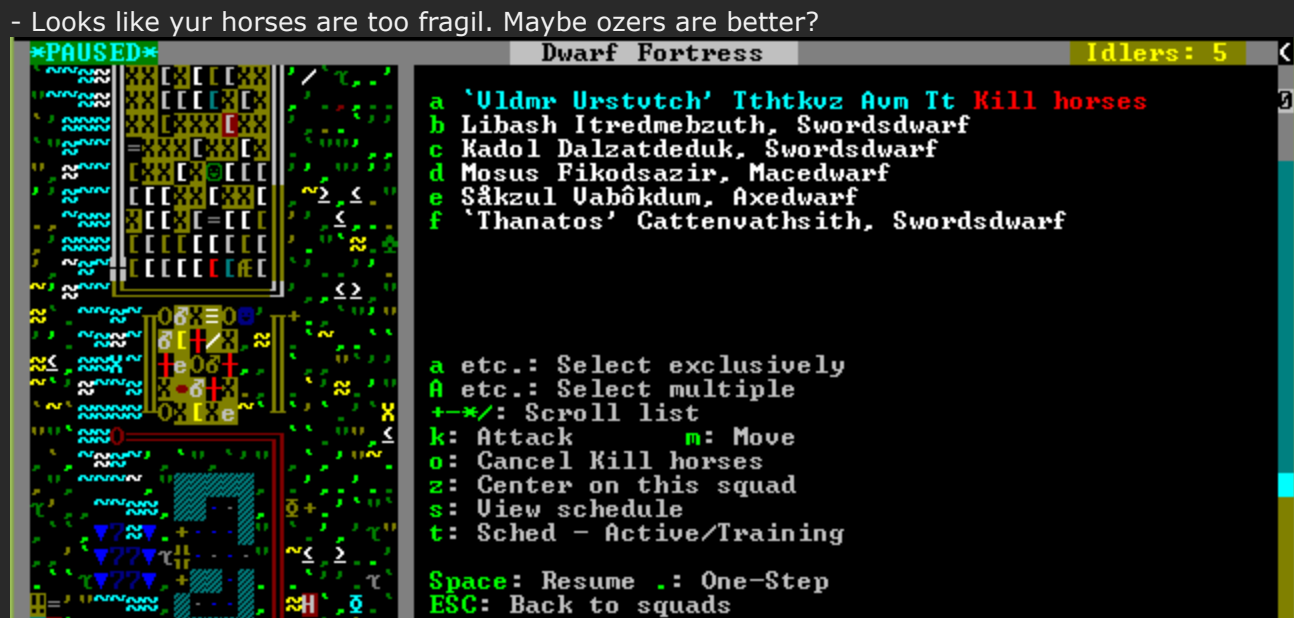 - Looks like yur horses are too fragil. Maybe ozers are better?
*PAUSED* Dwarf Fortress Idlers: 5
a `Vldmr Urstvtch' Tthtkvz Avm Tt Kill horses
b Libash Itredmebzuth, Swordsdwarf
c Kadol Dalzatdeduk, Swordsdwarf
d Mosus Fikodsazir, Macedwarf
e Såkzul Vabôkdum, Axedwarf
f `Thanatos' Cattenvathsith, Swordsdwarf
a etc.: Select exclusively
A etc.: Select multiple
+-*/: Scroll list
k: Attack m: Move
o: Cancel Kill horses
z: Center on this squad
s: View schedule
t: Sched - Active/Training
Space: Resume .: One-Step
ESC: Back to squads